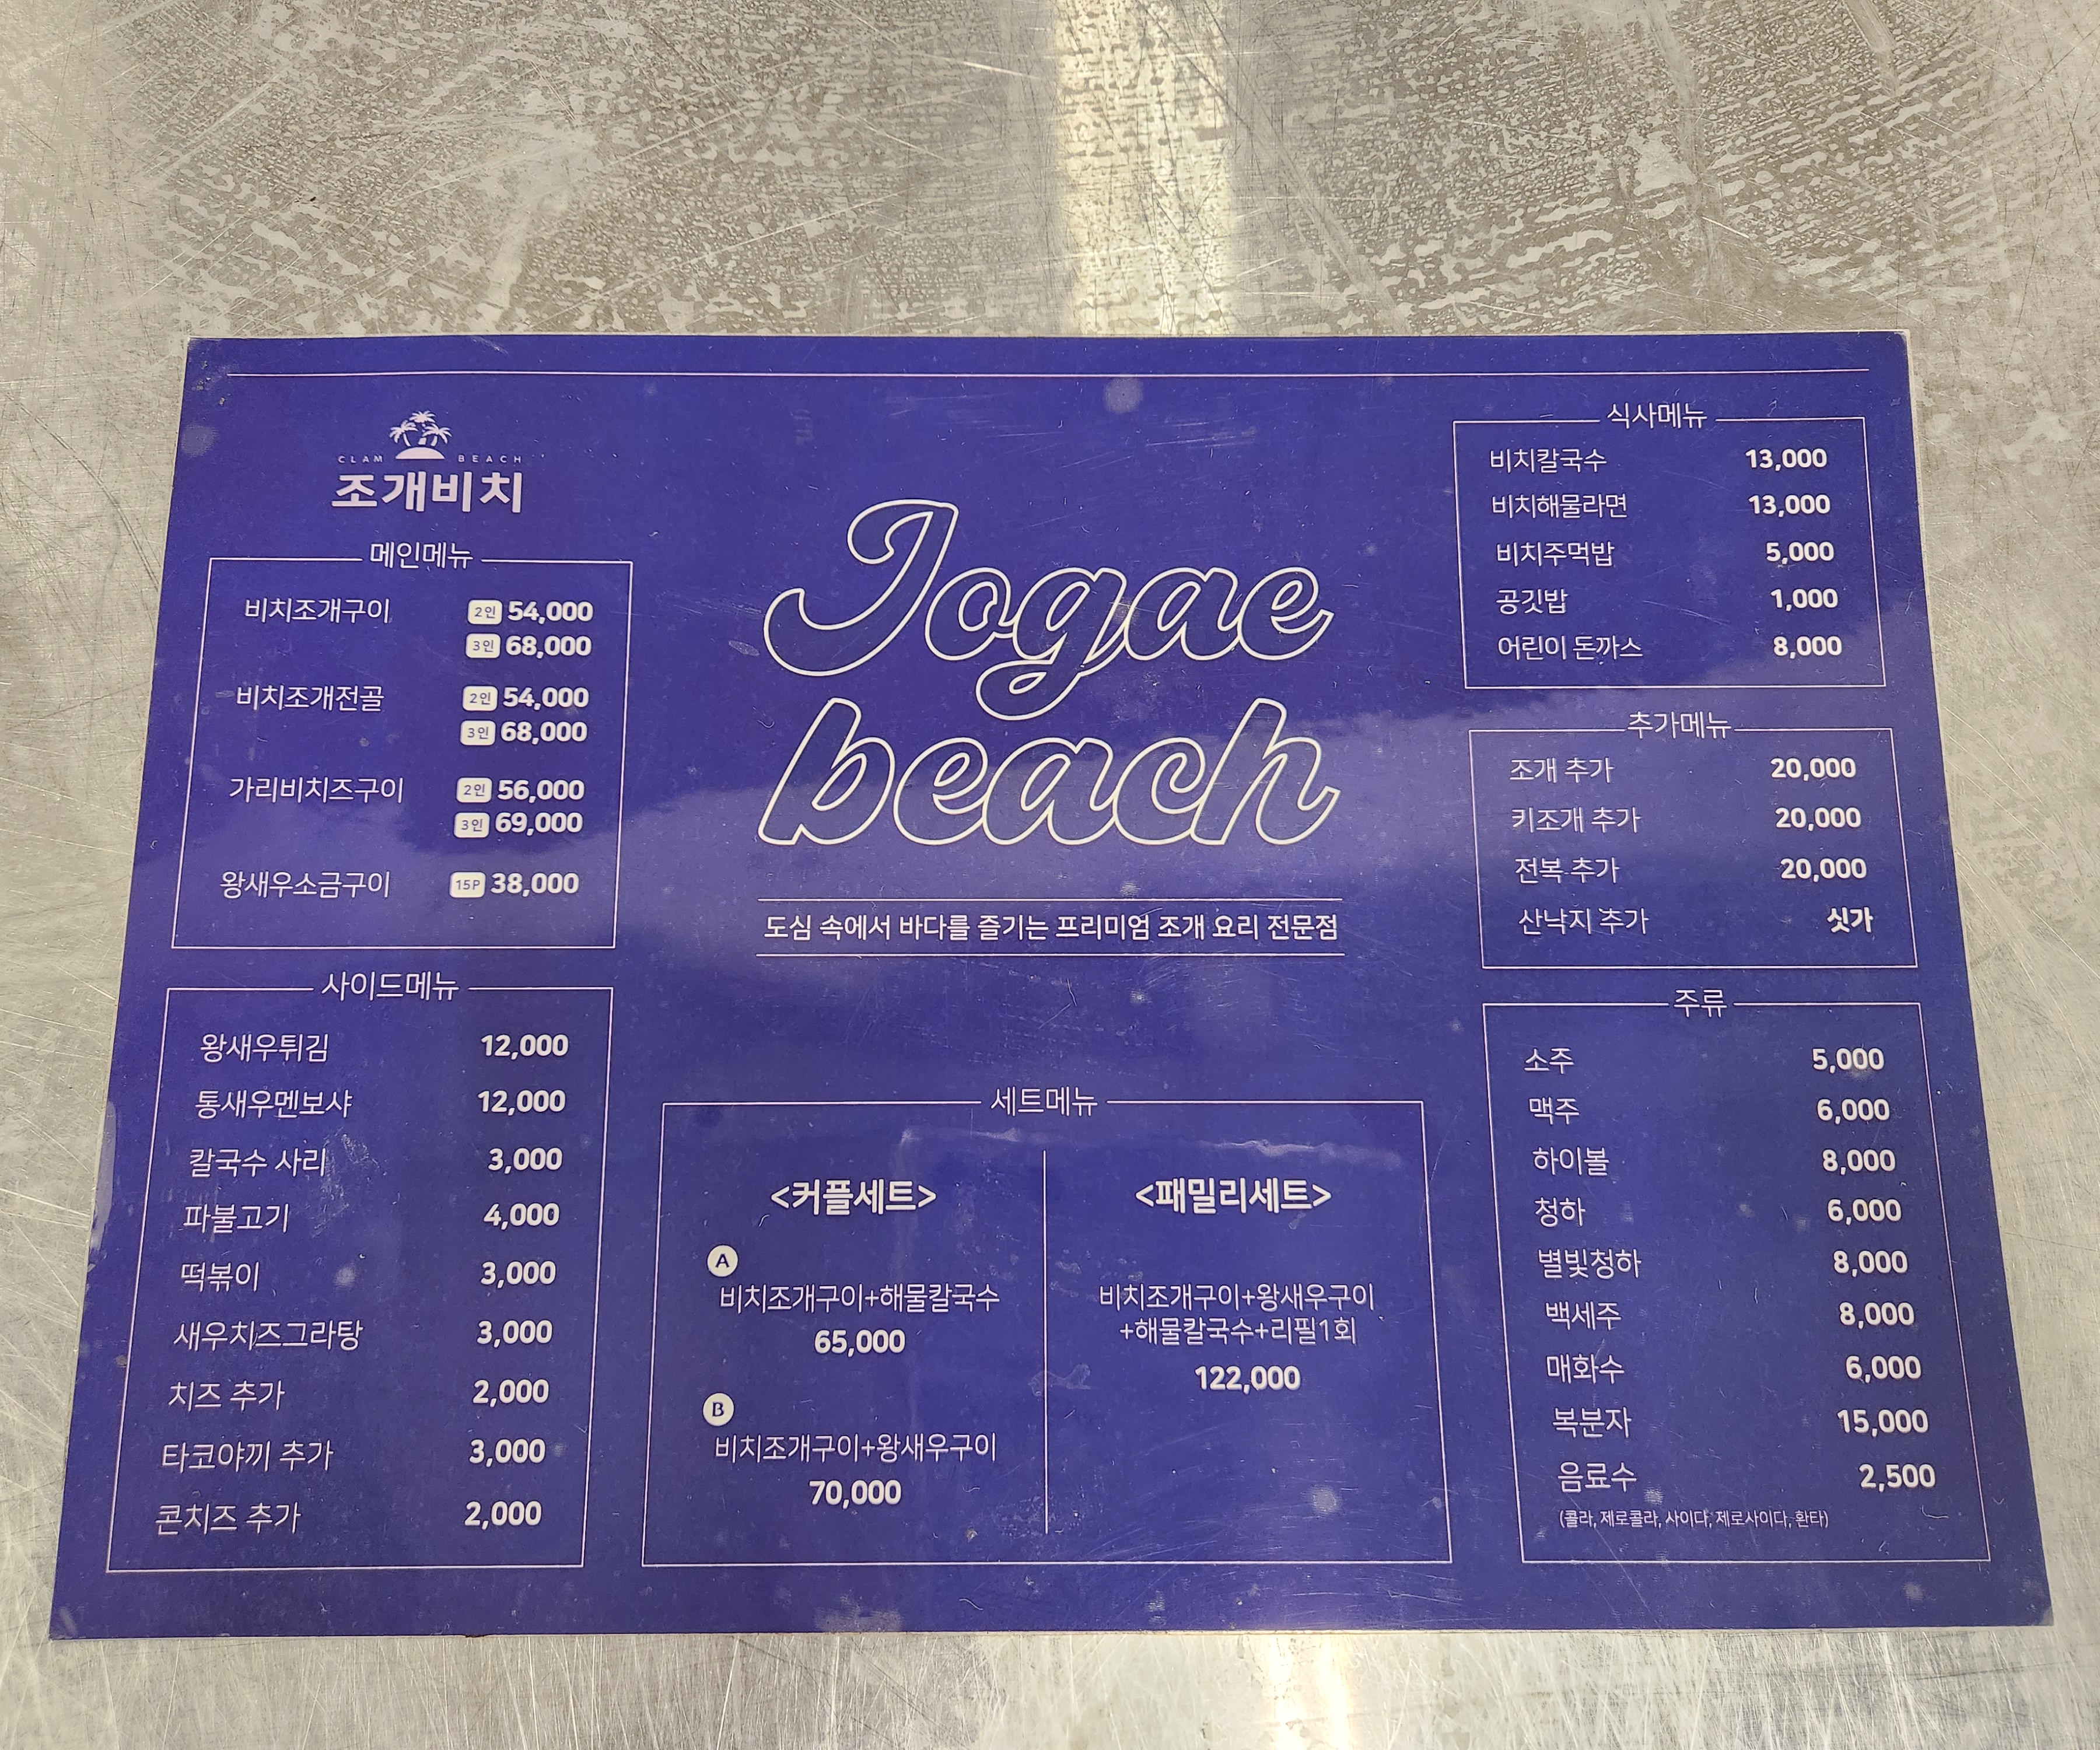 CLAM BEACH
조개비치
메인메뉴
비치조개구이 2인 54,000
3인 68,000
비치조개전골 2인 54,000
3인 68,000
가리비치즈구이 2인 56,000
3인 69,000
왕새우소금구이 15P 38,000
사이드메뉴
왕새우튀김 12,000
통새우멘보샤 12,000
칼국수 사리 3,000
파불고기 4,000
떡볶이 3,000
새우치즈그라탕 3,000
치즈 추가 2,000
타코야끼 추가 3,000
콘치즈 추가 2,000
Jogae
beach
도심 속에서 바다를 즐기는 프리미엄 조개 요리 전문점
세트메뉴
<커플세트>
A
비치조개구이+해물칼국수
65,000
B
비치조개구이+왕새우구이
70,000
<패밀리세트>
비치조개구이+왕새우구이
+해물칼국수+리필1회
122,000
식사메뉴
비치칼국수 13,000
비치해물라면 13,000
비치주먹밥 5,000
공깃밥 1,000
어린이 돈까스 8,000
추가메뉴
조개 추가 20,000
키조개 추가 20,000
전복 추가 20,000
산낙지 추가 싯가
주류
소주 5,000
맥주 6,000
하이볼 8,000
청하 6,000
별빛청하 8,000
백세주 8,000
매화수 6,000
복분자 15,000
음료수 2,500
(콜라, 제로콜라, 사이다, 제로사이다, 환타)